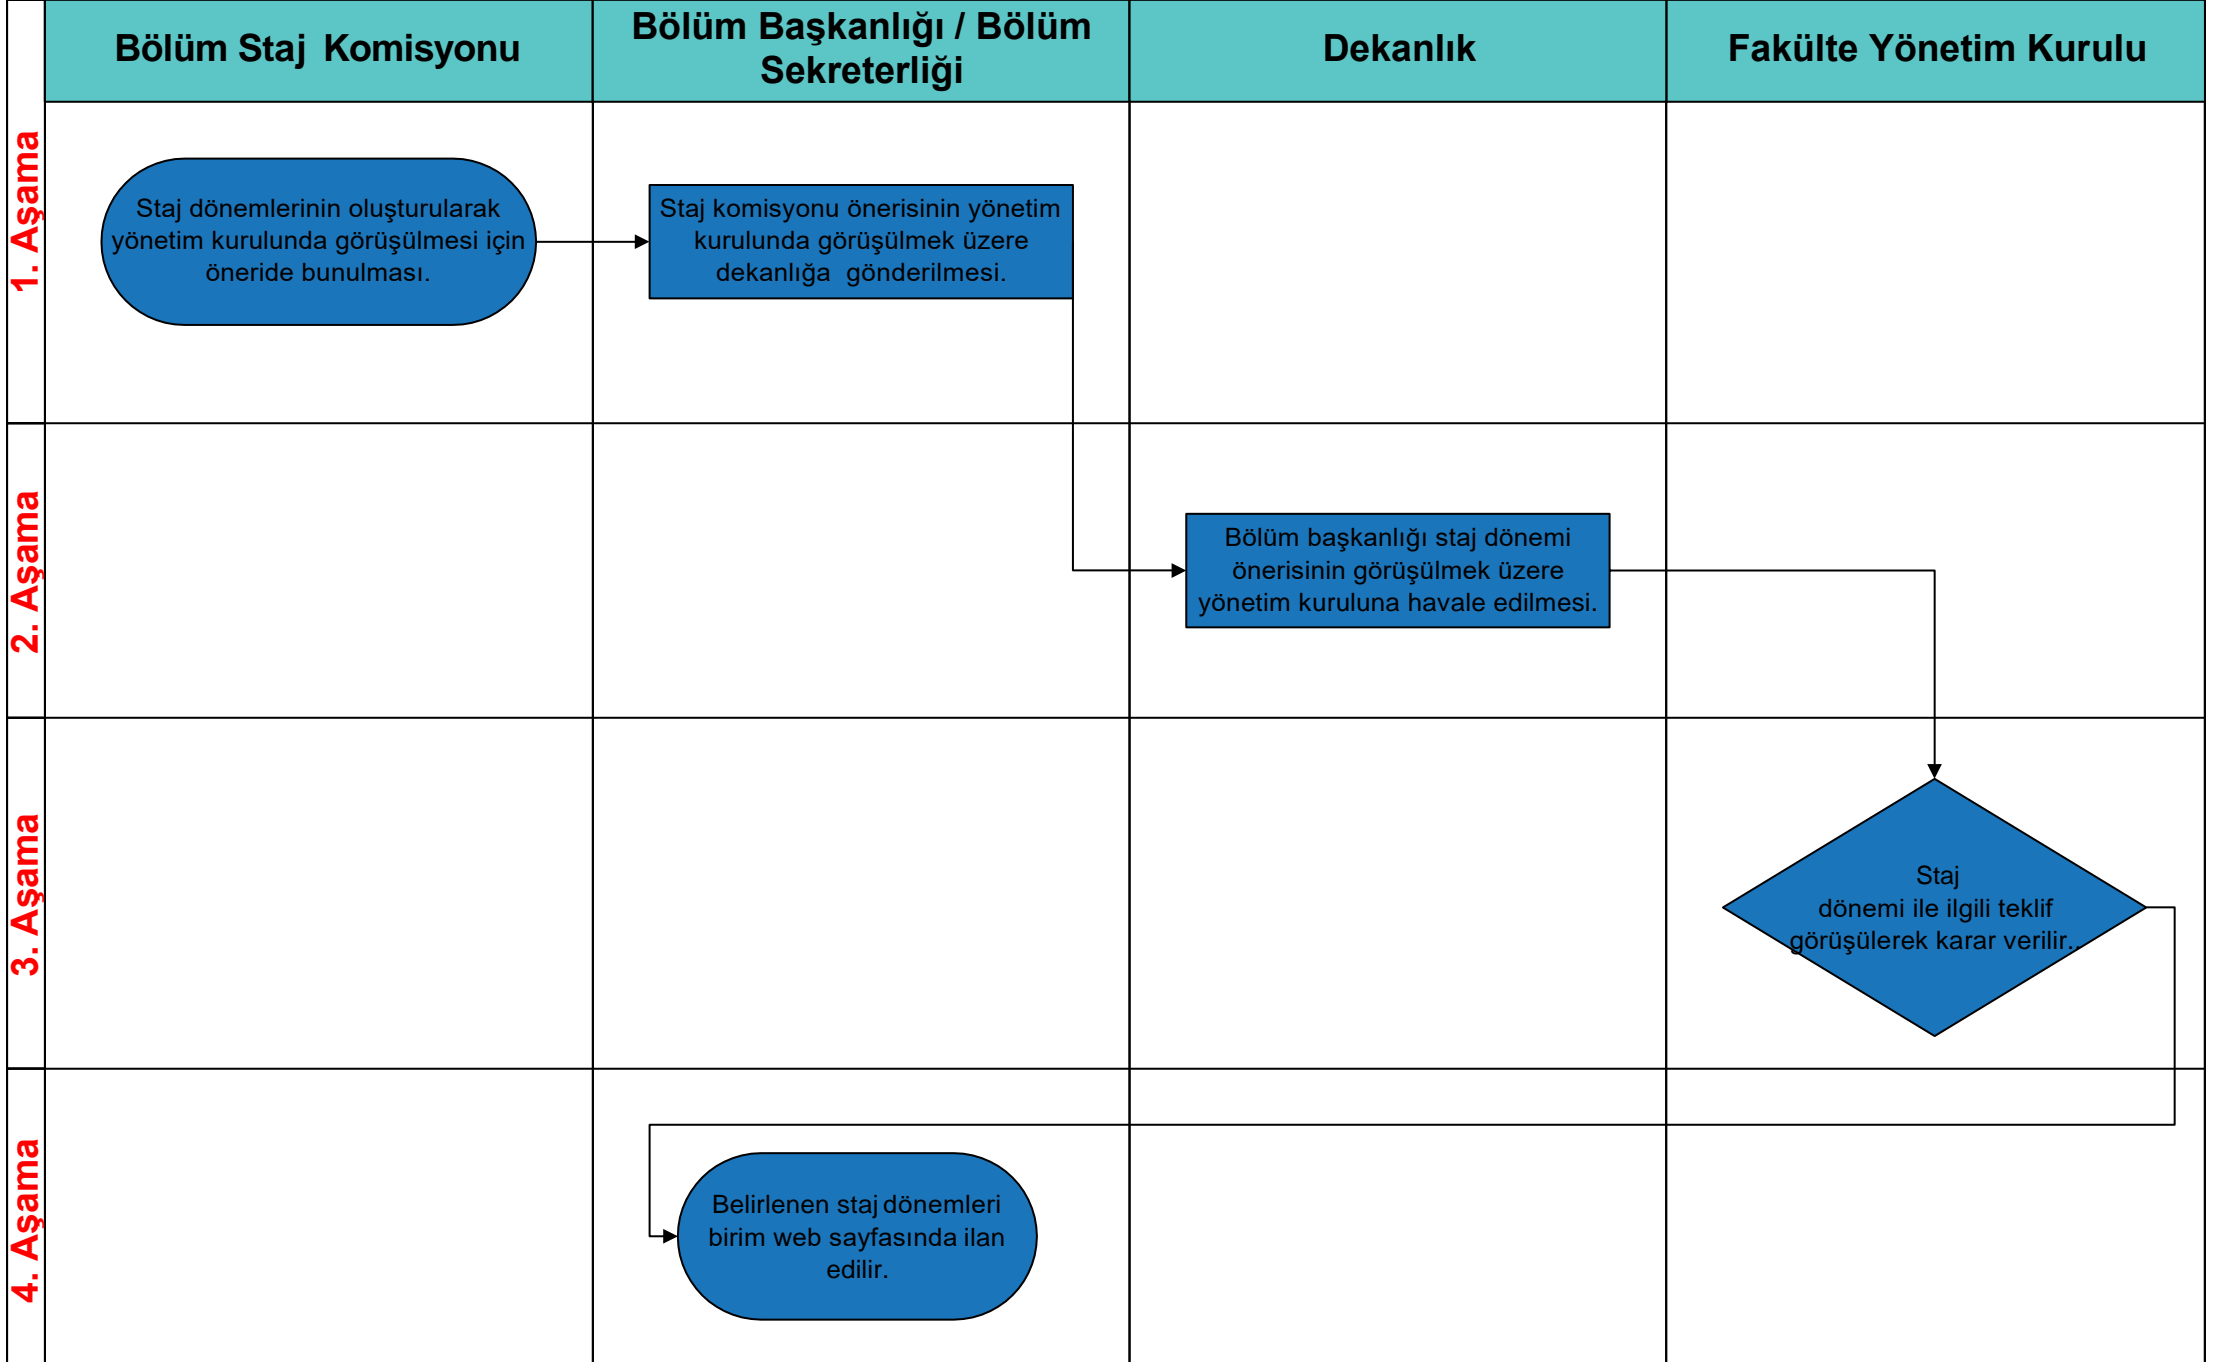 Bölüm Staj Komisyonu
Bölüm Başkanlığı / Bölüm
Sekreterliği
Dekanlık
Fakülte Yönetim Kurulu
1. Aşama
Staj dönemlerinin oluşturularak
yönetim kurulunda görüşülmesi için
öneride bunulması.
Staj komisyonu önerisinin yönetim
kurulunda görüşülmek üzere
dekanlığa gönderilmesi.
2. Aşama
Bölüm başkanlığı staj dönemi
önerisinin görüşülmek üzere
yönetim kuruluna havale edilmesi.
3. Aşama
Staj
dönemi ile ilgili teklif
görüşülerek karar verilir..
4. Aşama
Belirlenen staj dönemleri
birim web sayfasında ilan
edilir.